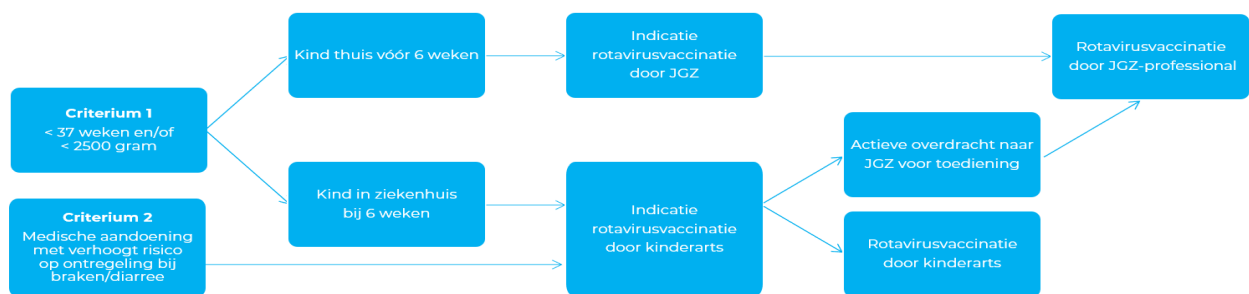 Criterium 1
< 37 weken en/of
< 2500 gram
Criterium 2
Medische aandoening
met verhoogt risico
op ontregeling bij
braken/diarree
Kind thuis vóór 6 weken
Kind in ziekenhuis
bij 6 weken
Indicatie
rotavirusvaccinatie
door JGZ
Indicatie
rotavirusvaccinatie
door kinderarts
Actieve overdracht naar
JGZ voor toediening
Rotavirusvaccinatie
door kinderarts
Rotavirusvaccinatie
door JGZ-professional